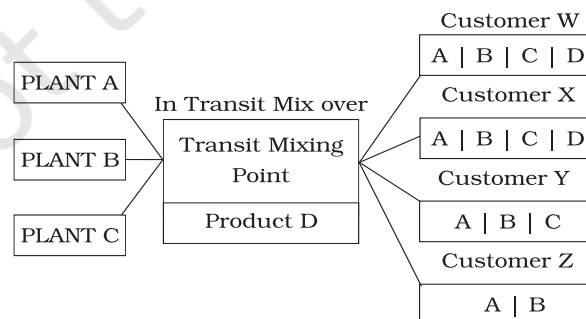 PLANT A
PLANT B
PLANT C
In Transit Mix over
Transit Mixing
Point
Product D
Customer W
A | B | C | D
Customer X
A | B | C | D
Customer Y
A | B | C
Customer Z
A | B